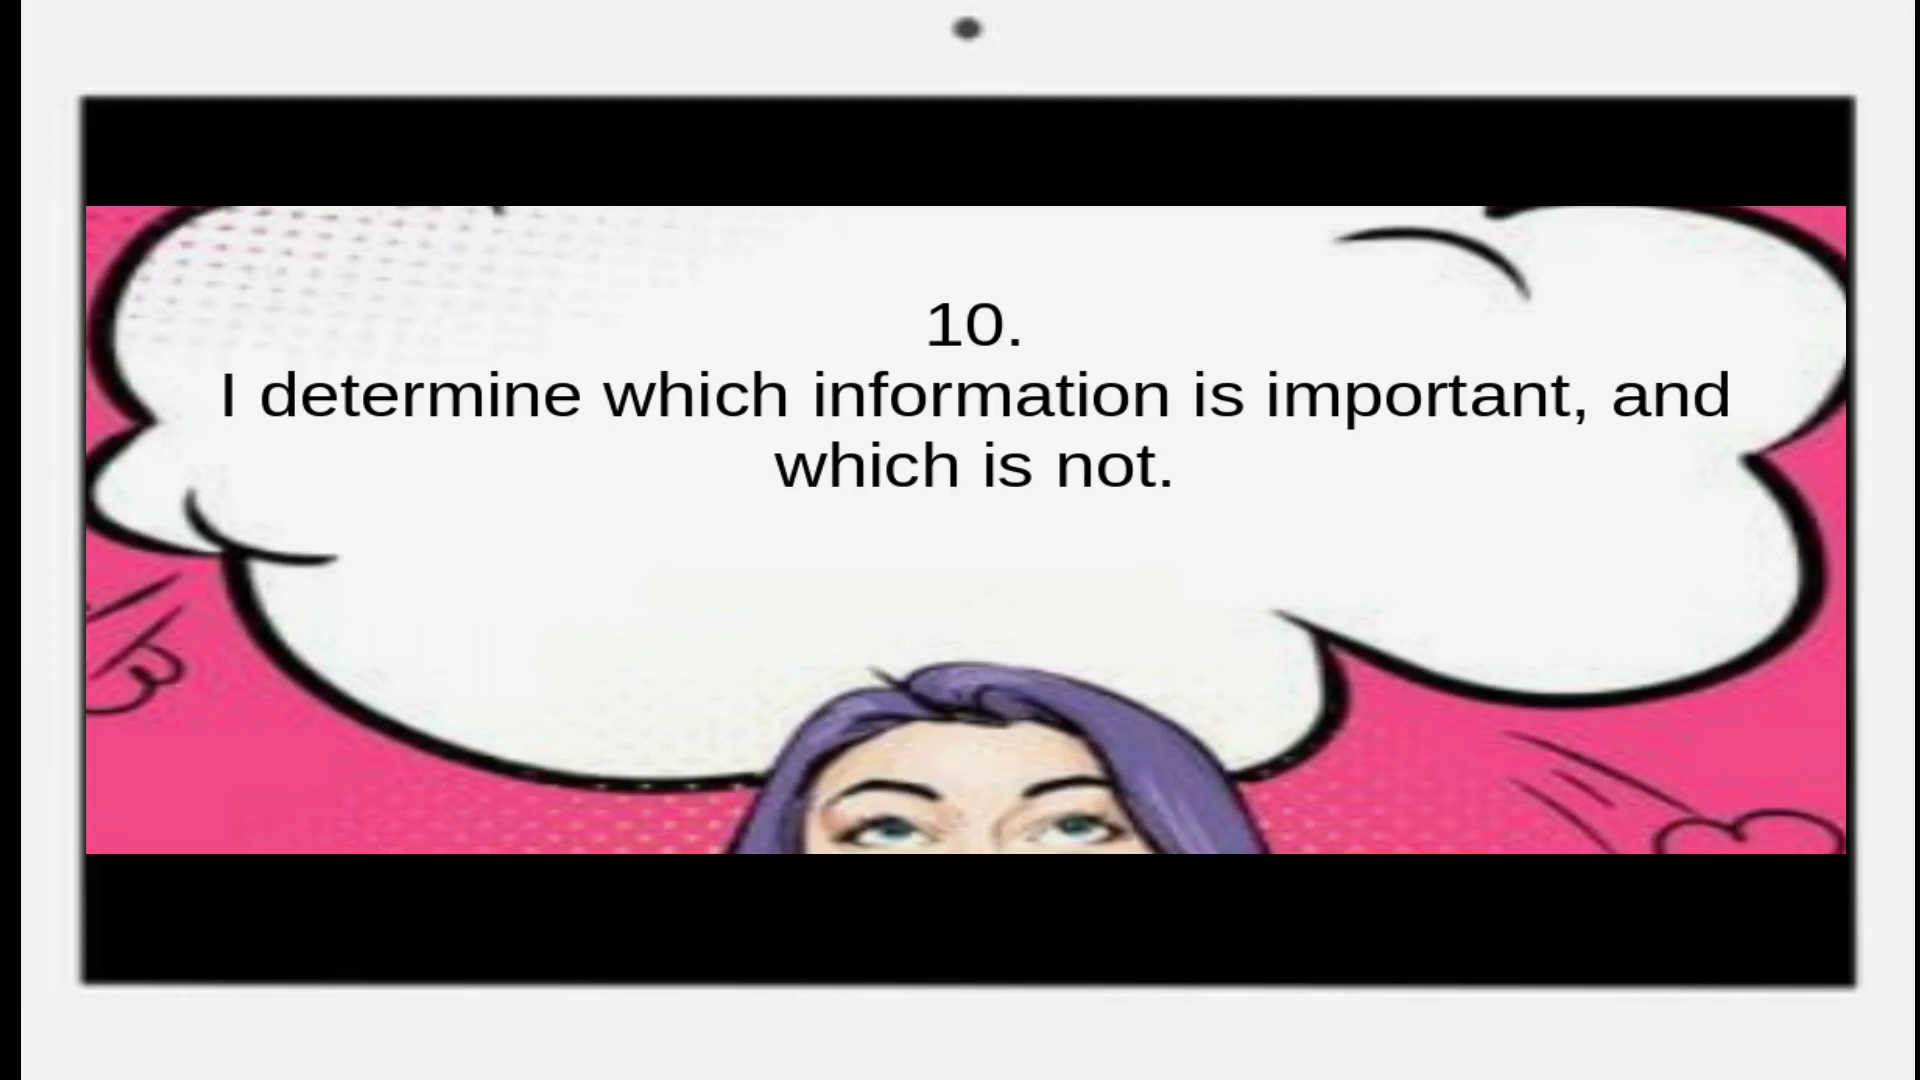 10.
I determine which information is important, and
which is not.